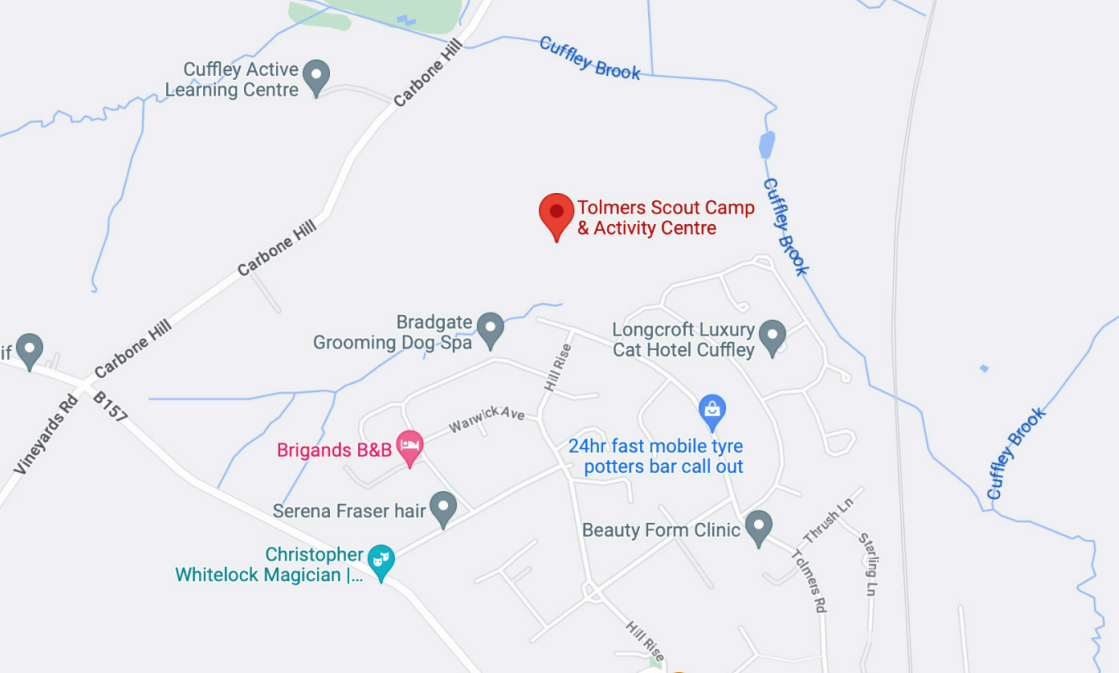 Cuffley Brook
Carbone Hill
Cuffley Active
Learning Centre
Cuffley Brook
Tolmers Scout Camp
& Activity Centre
Carbone Hill
Bradgate
Grooming Dog Spa
Longcroft Luxury
Cat Hotel Cuffley
if
Carbone Hill
Hill Rise
B157
Vineyards Rd
Warwick Ave
Brigands B&B
24hr fast mobile tyre
potters bar call out
Cuffley Brook
Serena Fraser hair
Beauty Form Clinic
Thrush Ln
Starling Ln
Christopher
Whitelock Magician |...
Tolmers Rd
Hill Rise